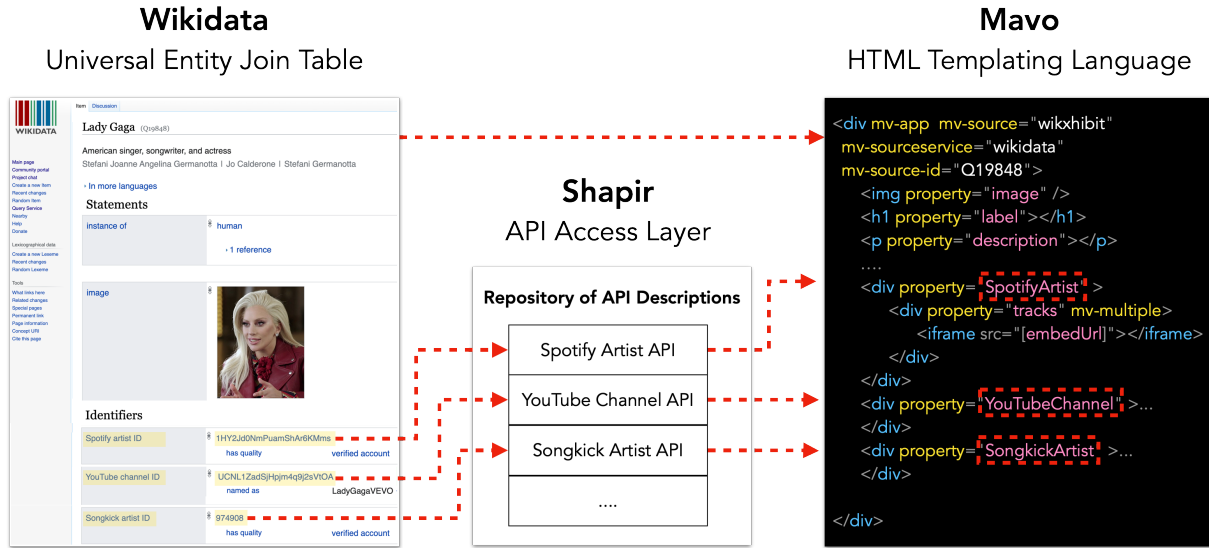 Wikidata
Universal Entity Join Table
WIKIDATA
Main page
Community portal
Project chat
Create a new Item
Recent changes
Random Item
Query Service
Nearby
Help
Donate
Lexicographical data
Create a new Lexeme
Recent changes
Random Lexeme
Tools
What links here
Related changes
Special pages
Permanent link
Page information
Concept URI
Cite this page
Item Discussion
Lady Gaga (Q19848)
American singer, songwriter, and actress
Stefani Joanne Angelina Germanotta | Jo Calderone | Stefani Germanotta
In more languages
Statements
instance of
human
1 reference
image
Identifiers
Spotify artist ID
1HY2Jd0NmPuamShAr6KMms
has quality verified account
YouTube channel ID
UCNL1ZadSjHpjm4q9j2sVtOA
named as LadyGagaVEVO
Songkick artist ID
974908
has quality verified account
Shapir
API Access Layer
Repository of API Descriptions
Spotify Artist API
YouTube Channel API
Songkick Artist API
....
Mavo
HTML Templating Language
<div mv-app mv-source="wikxhibit"
mv-sourceservice="wikidata"
mv-source-id="Q19848">
<img property="image" />
<h1 property="label"></h1>
<p property="description"></p>
....
<div property="SpotifyArtist" >
<div property="tracks" mv-multiple>
<iframe src="[embedUrl]"></iframe>
</div>
</div>
<div property="YouTubeChannel" >...
</div>
<div property="SongkickArtist" >...
</div>
</div>